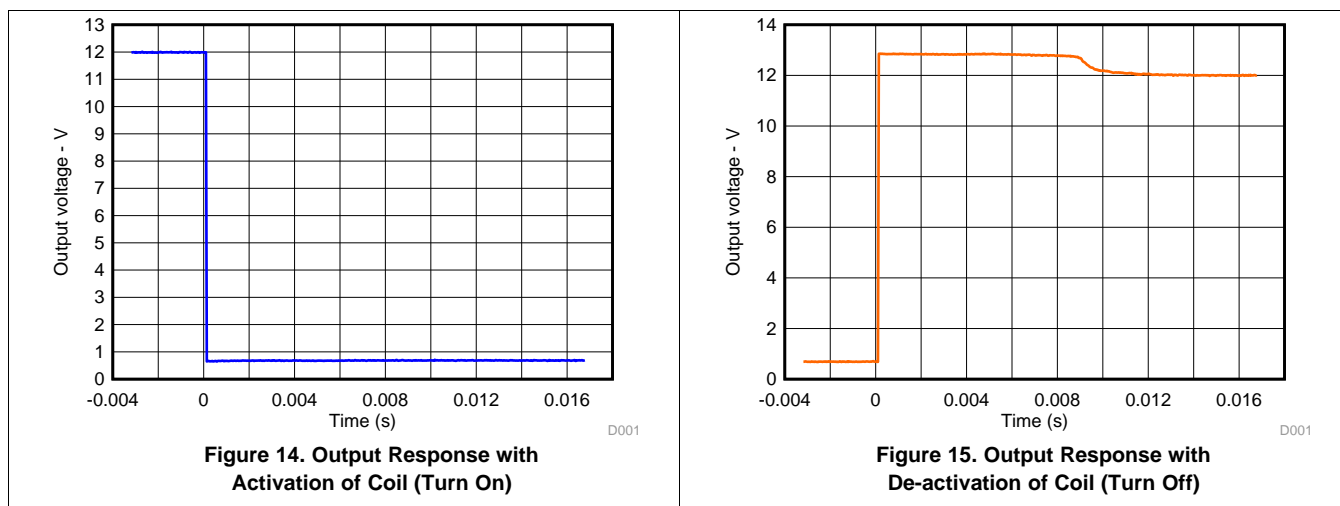 13
12
11
10
9
8
7
6
5
4
3
2
1
0
Output voltage - V
-0.004 0 0.004 0.008 0.012 0.016
Time (s)
D001
Figure 14. Output Response with
Activation of Coil (Turn On)
14
12
10
8
6
4
2
0
Output voltage - V
-0.004 0 0.004 0.008 0.012 0.016
Time (s)
D001
Figure 15. Output Response with
De-activation of Coil (Turn Off)